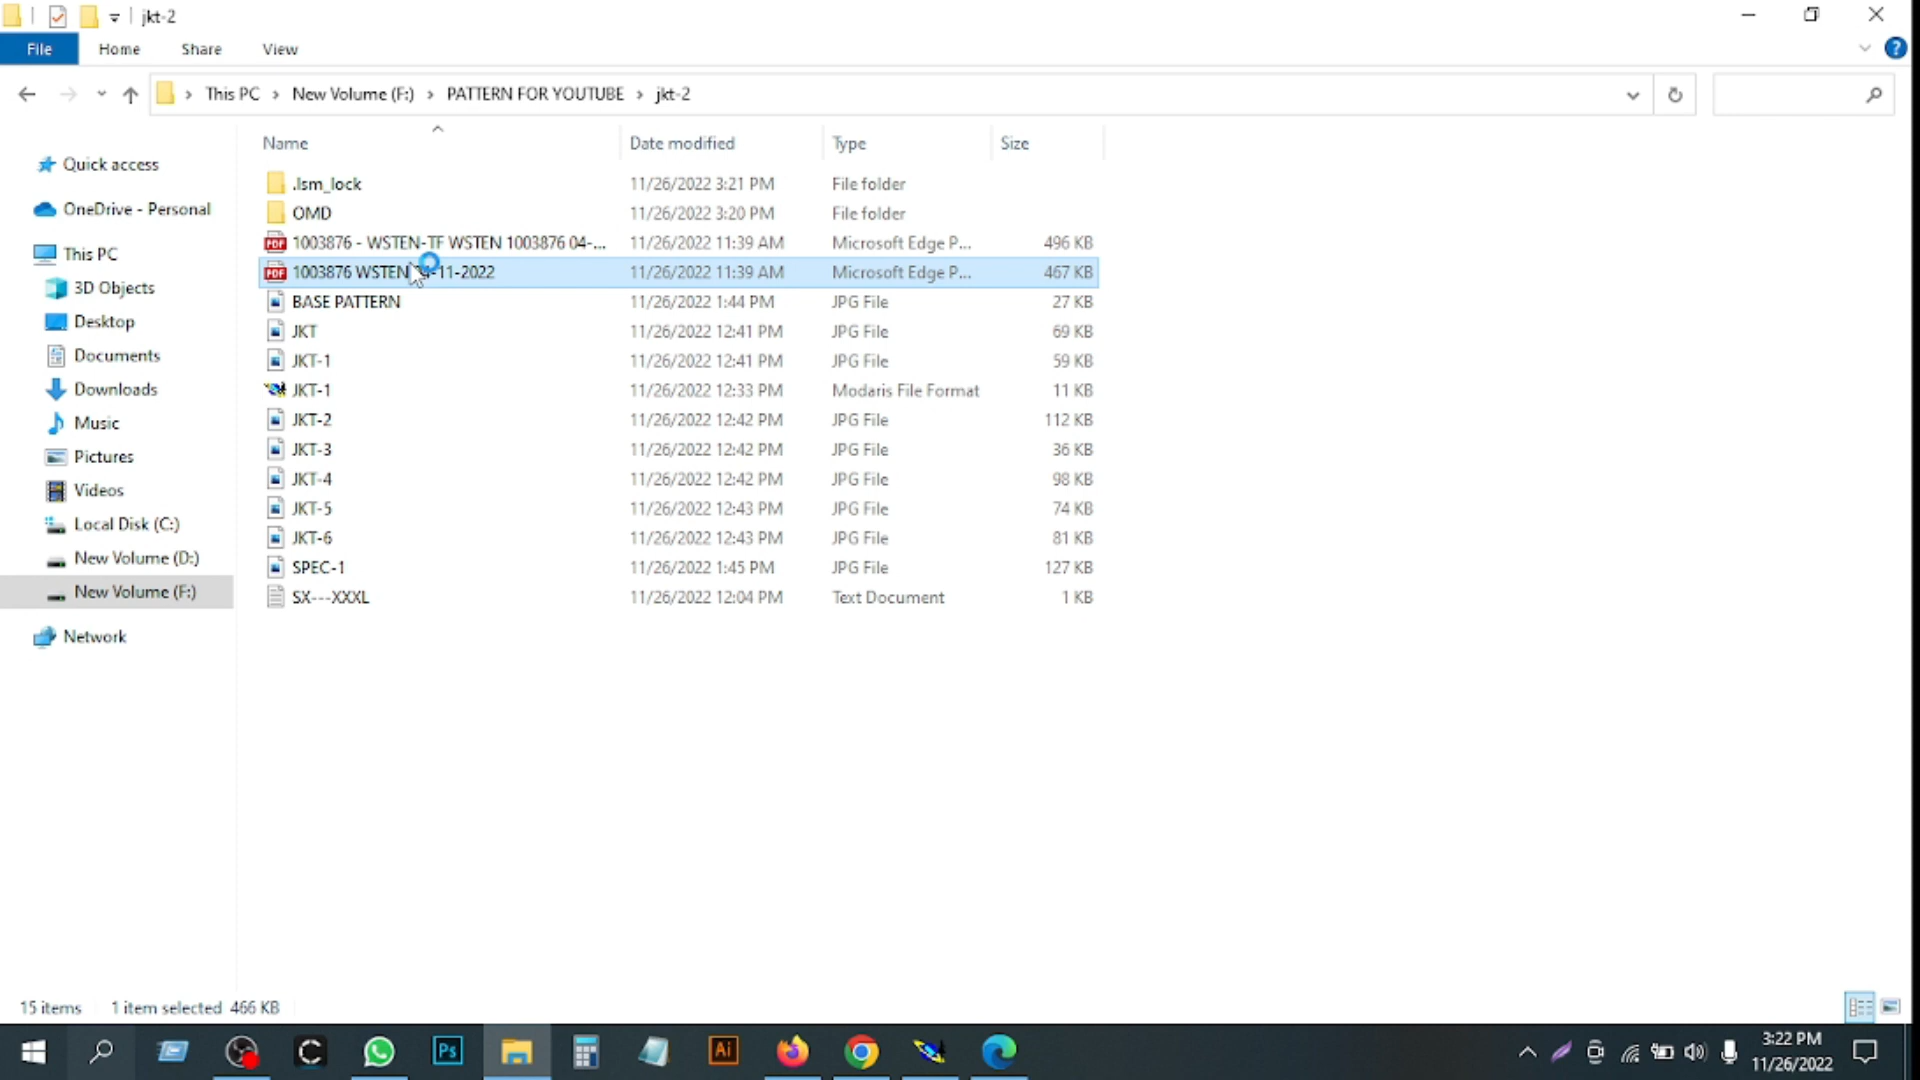 jkt-2
File Home Share View
This PC New Volume (F:) PATTERN FOR YOUTUBE jkt-2
Name Date modified Type Size
Quick access
OneDrive - Personal
This PC
3D Objects
Desktop
Documents
Downloads
Music
Pictures
Videos
Local Disk (C:)
New Volume (D:)
New Volume (F:)
Network
.lsm_lock 11/26/2022 3:21 PM File folder
OMD 11/26/2022 3:20 PM File folder
1003876 - WSTEN-TF WSTEN 1003876 04-... 11/26/2022 11:39 AM Microsoft Edge P... 496 KB
1003876 WSTEN -11-2022 11/26/2022 11:39 AM Microsoft Edge P... 467 KB
BASE PATTERN 11/26/2022 1:44 PM JPG File 27 KB
JKT 11/26/2022 12:41 PM JPG File 69 KB
JKT-1 11/26/2022 12:41 PM JPG File 59 KB
JKT-1 11/26/2022 12:33 PM Modaris File Format 11 KB
JKT-2 11/26/2022 12:42 PM JPG File 112 KB
JKT-3 11/26/2022 12:42 PM JPG File 36 KB
JKT-4 11/26/2022 12:42 PM JPG File 98 KB
JKT-5 11/26/2022 12:43 PM JPG File 74 KB
JKT-6 11/26/2022 12:43 PM JPG File 81 KB
SPEC-1 11/26/2022 1:45 PM JPG File 127 KB
SX---XXXL 11/26/2022 12:04 PM Text Document 1 KB
15 items 1 item selected 466 KB
Ps
Ai
3:22 PM
11/26/2022